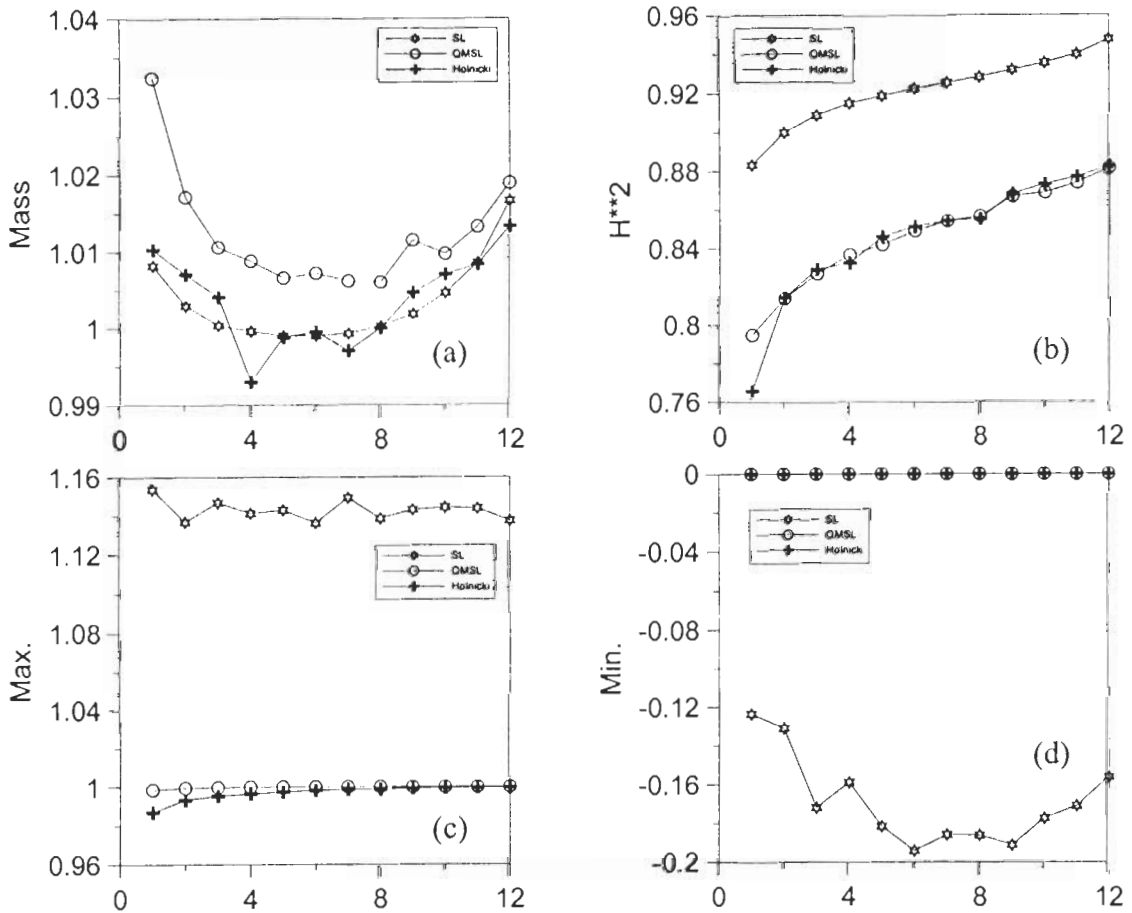 1.04
1.03
1.02
1.01
1
0.99
Mass
SL
QMSL
Holnicki
(a)
0
4
8
12
0.96
0.92
0.88
0.84
0.8
0.76
H**2
SL
QMSL
Holnicki
(b)
0
4
8
12
1.16
1.12
1.08
1.04
1
0.96
Max.
SL
QMSL
Holnicki
(c)
0
4
8
12
0
-0.04
-0.08
-0.12
-0.16
-0.2
Min.
SL
QMSL
Holnicki
(d)
0
4
8
12